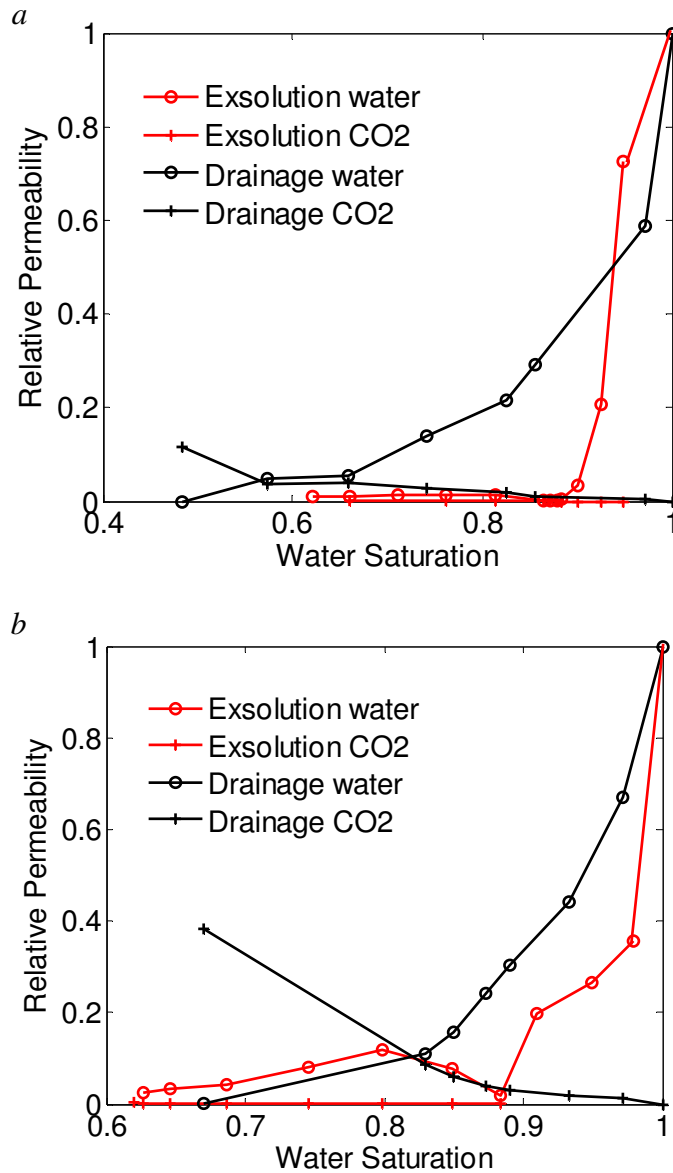 a
1
0.8
0.6
0.4
0.2
0
Relative Permeability
Exsolution water
Exsolution CO2
Drainage water
Drainage CO2
0.4 0.6 0.8 1
Water Saturation
b
1
0.8
0.6
0.4
0.2
0
Relative Permeability
Exsolution water
Exsolution CO2
Drainage water
Drainage CO2
0.6 0.7 0.8 0.9 1
Water Saturation